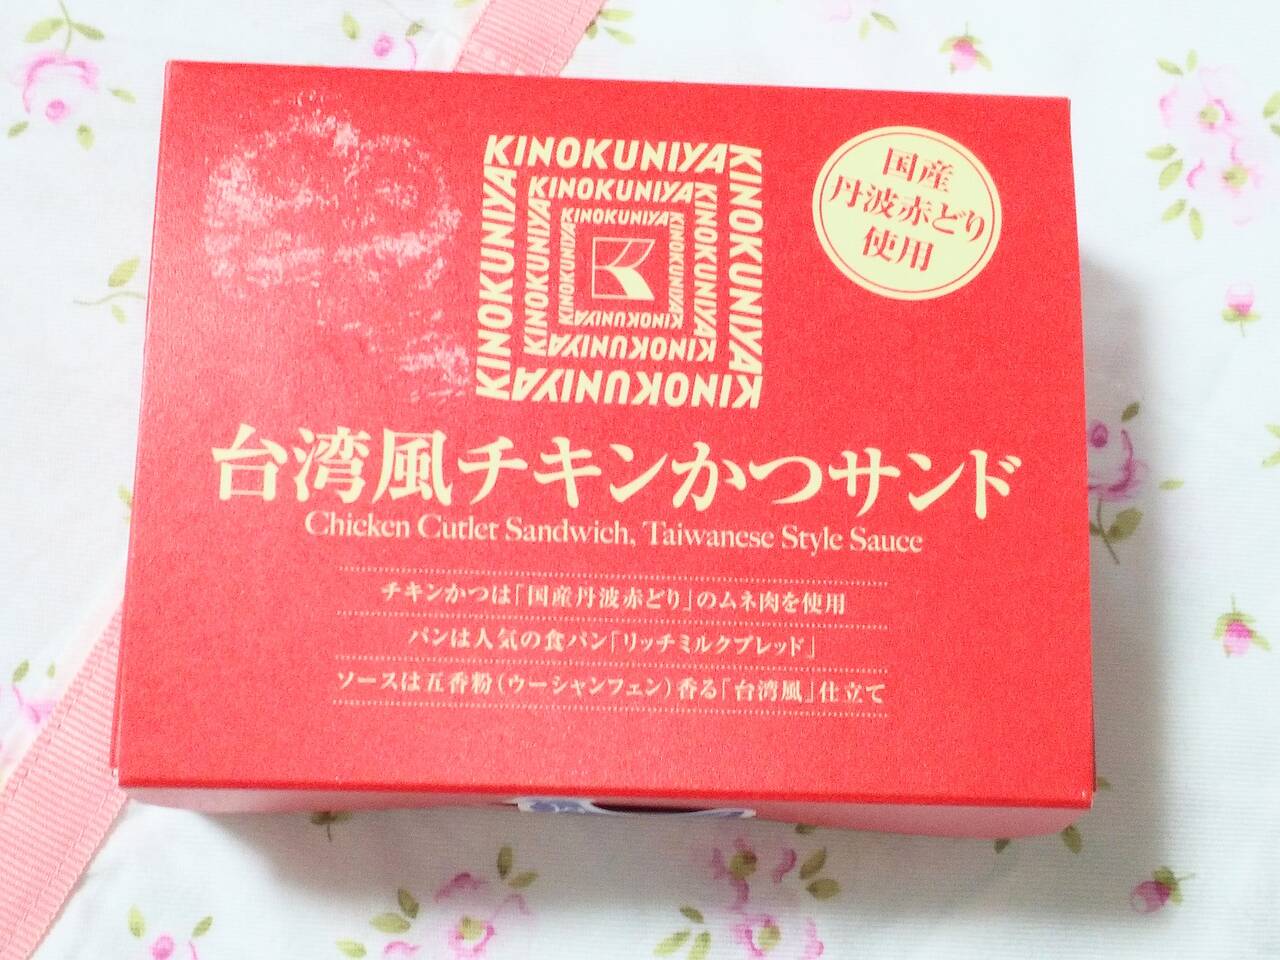 KINOKUNIYA
KINOKUNIYA
KINOKUNIYA
KINOKUNIYA
KINOKUNIYA
KINOKUNIYA
KINOKUNIYA
KINOKUNIYA
KINOKUNIYA
KINOKUNIYA
KINOKUNIYA
KINOKUNIYA
国産
丹波赤どり
使用
台湾風チキンかつサンド
Chicken Cutlet Sandwich, Taiwanese Style Sauce
チキンかつは「国産丹波赤どり」のムネ肉を使用
パンは人気の食パン「リッチミルクブレッド」
ソースは五香粉(ウーシャンフェン)香る「台湾風」仕立て